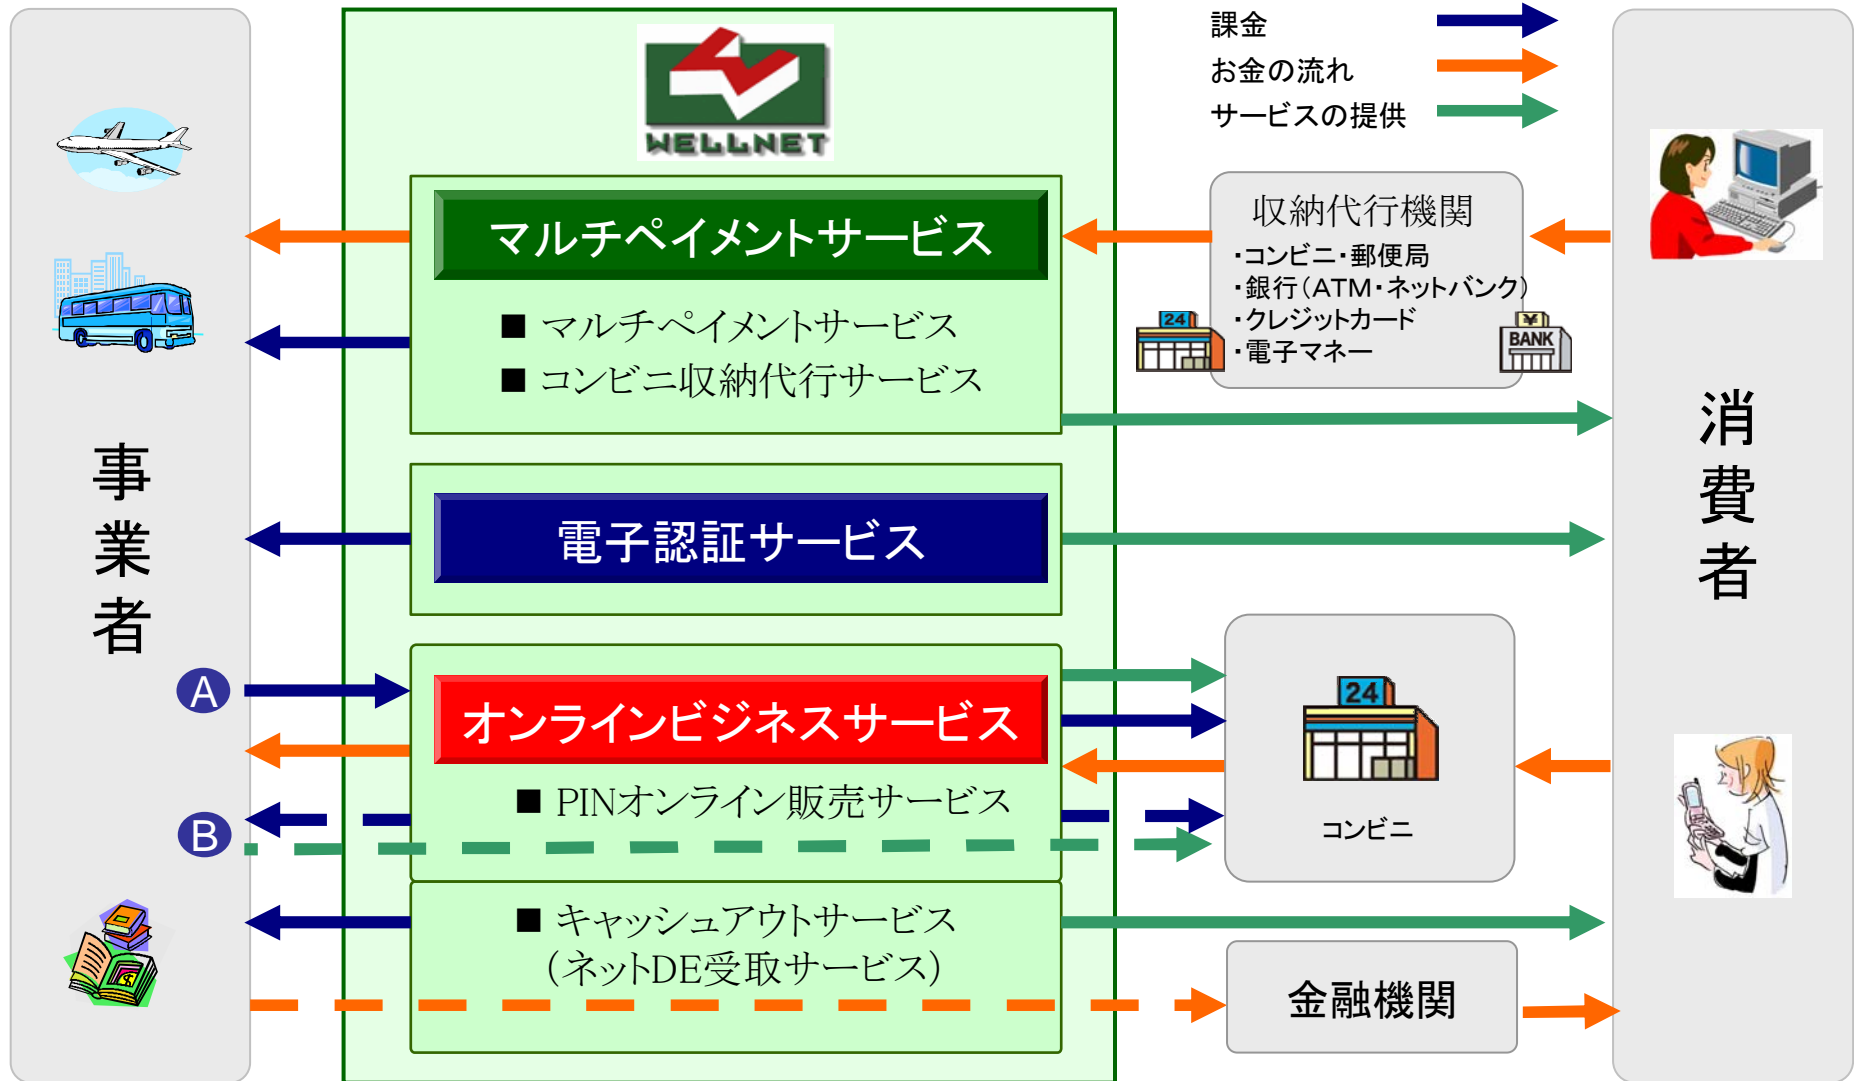 課金
お金の流れ
サービスの提供
WELLNET
マルチペイメントサービス
■ マルチペイメントサービス
■ コンビニ収納代行サービス
収納代行機関
・コンビニ・郵便局
・銀行(ATM・ネットバンク)
・クレジットカード
・電子マネー
24
¥
BANK
事業者
消費者
電子認証サービス
A
オンラインビジネスサービス
■ PINオンライン販売サービス
B
24
コンビニ
■ キャッシュアウトサービス
(ネットDE受取サービス)
金融機関